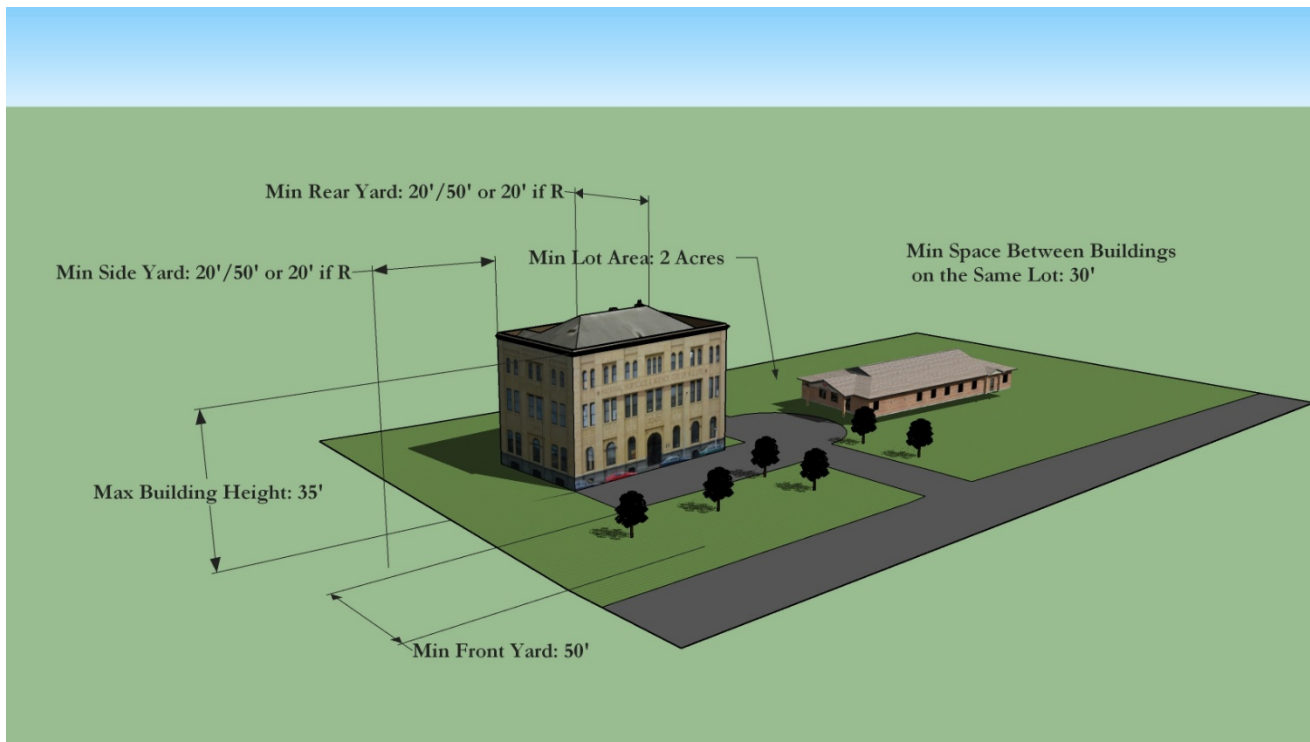 Min Rear Yard: 20'/50' or 20' if R
Min Side Yard: 20'/50' or 20' if R
Min Lot Area: 2 Acres
Min Space Between Buildings
on the Same Lot: 30'
Max Building Height: 35'
Min Front Yard: 50'